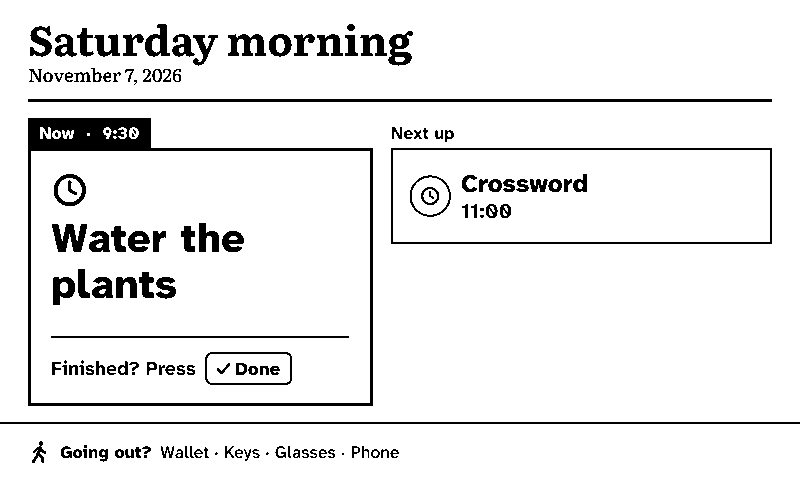 Saturday morning
November 7, 2026
Now · 9:30
Water the
plants
Finished? Press ✓ Done
Next up
Crossword
11:00
Going out? Wallet · Keys · Glasses · Phone